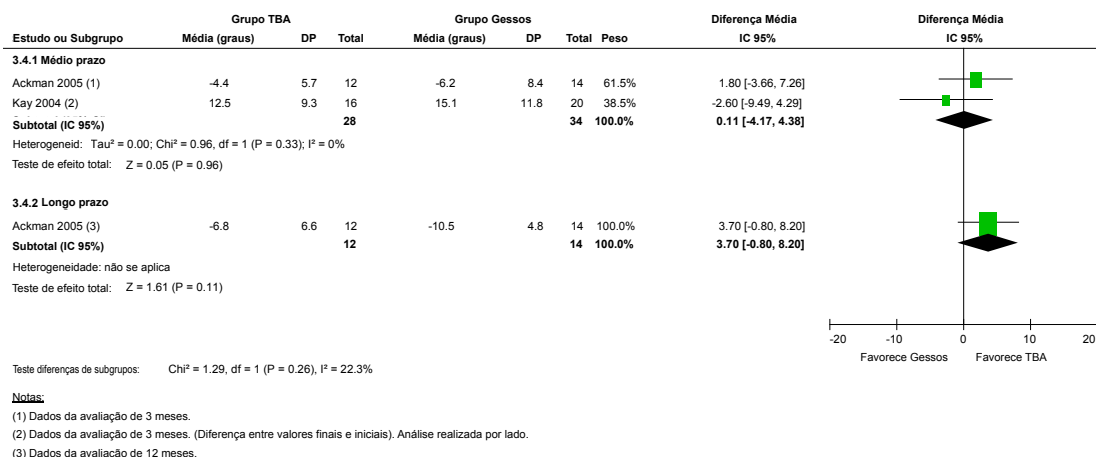 Grupo TBA Grupo Gessos Diferença Média Diferença Média
Estudo ou Subgrupo Média (graus) DP Total Média (graus) DP Total Peso IC 95% IC 95%
3.4.1 Médio prazo
Ackman 2005 (1) -4.4 5.7 12 -6.2 8.4 14 61.5% 1.80 [-3.66, 7.26]
Kay 2004 (2) 12.5 9.3 16 15.1 11.8 20 38.5% -2.60 [-9.49, 4.29]
Subtotal (IC 95%) 28 34 100.0% 0.11 [-4.17, 4.38]
Heterogeneid: Tau² = 0.00; Chi² = 0.96, df = 1 (P = 0.33); I² = 0%
Teste de efeito total: Z = 0.05 (P = 0.96)
3.4.2 Longo prazo
Ackman 2005 (3) -6.8 6.6 12 -10.5 4.8 14 100.0% 3.70 [-0.80, 8.20]
Subtotal (IC 95%) 12 14 100.0% 3.70 [-0.80, 8.20]
Heterogeneidade: não se aplica
Teste de efeito total: Z = 1.61 (P = 0.11)
-20 -10 0 10 20
Favorece Gessos Favorece TBA
Teste diferenças de subgrupos: Chi² = 1.29, df = 1 (P = 0.26), I² = 22.3%
Notas:
(1) Dados da avaliação de 3 meses.
(2) Dados da avaliação de 3 meses. (Diferença entre valores finais e iniciais). Análise realizada por lado.
(3) Dados da avaliação de 12 meses.